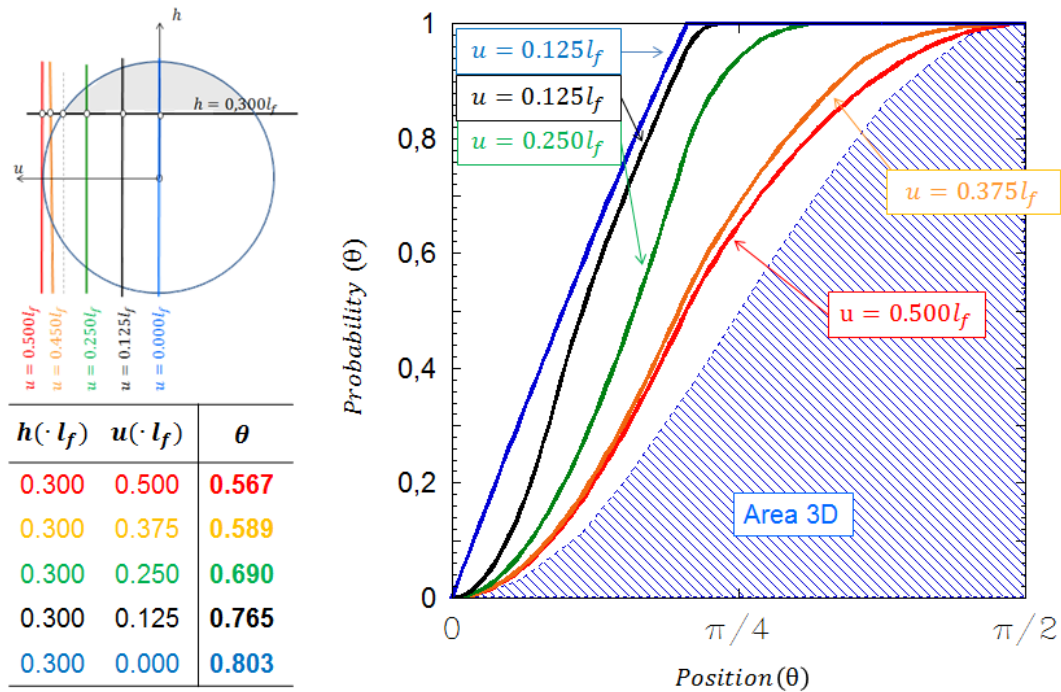 h
h = 0,300l_f
u
u = 0.500l_f
u = 0.450l_f
u = 0.250l_f
u = 0.125l_f
u = 0.000l_f
h(· l_f) u(· l_f) θ
0.300 0.500 0.567
0.300 0.375 0.589
0.300 0.250 0.690
0.300 0.125 0.765
0.300 0.000 0.803
Probability (θ)
1
0,8
0,6
0,4
0,2
0
u = 0.125l_f
u = 0.125l_f
u = 0.250l_f
u = 0.375l_f
u = 0.500l_f
Area 3D
0 π/4 π/2
Position(θ)